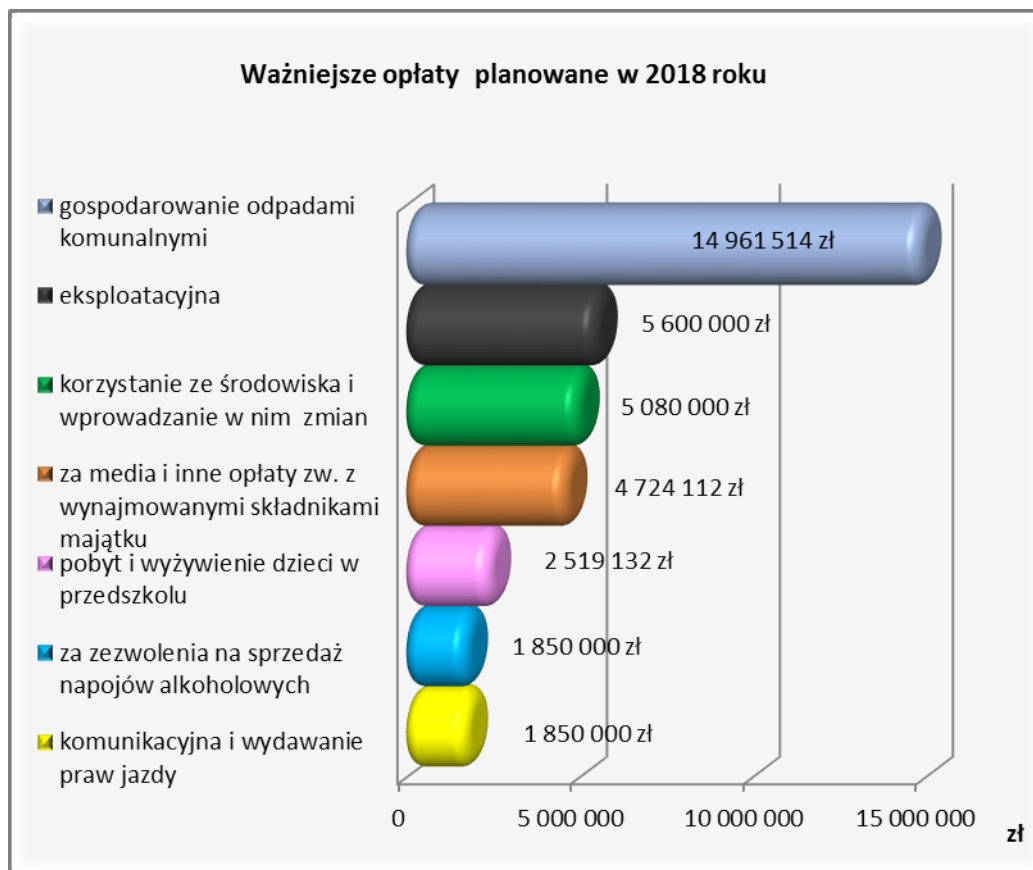 Ważniejsze opłaty planowane w 2018 roku
gospodarowanie odpadami
komunalnymi
14 961 514 zł
eksploatacyjna
5 600 000 zł
korzystanie ze środowiska i
wprowadzanie w nim zmian
5 080 000 zł
za media i inne opłaty zw. z
wynajmowanymi składnikami
majątku
4 724 112 zł
pobyt i wyżywienie dzieci w
przedszkolu
2 519 132 zł
za zezwolenia na sprzedaż
napojów alkoholowych
1 850 000 zł
komunikacyjna i wydawanie
praw jazdy
1 850 000 zł
0 5 000 000 10 000 000 15 000 000
zł